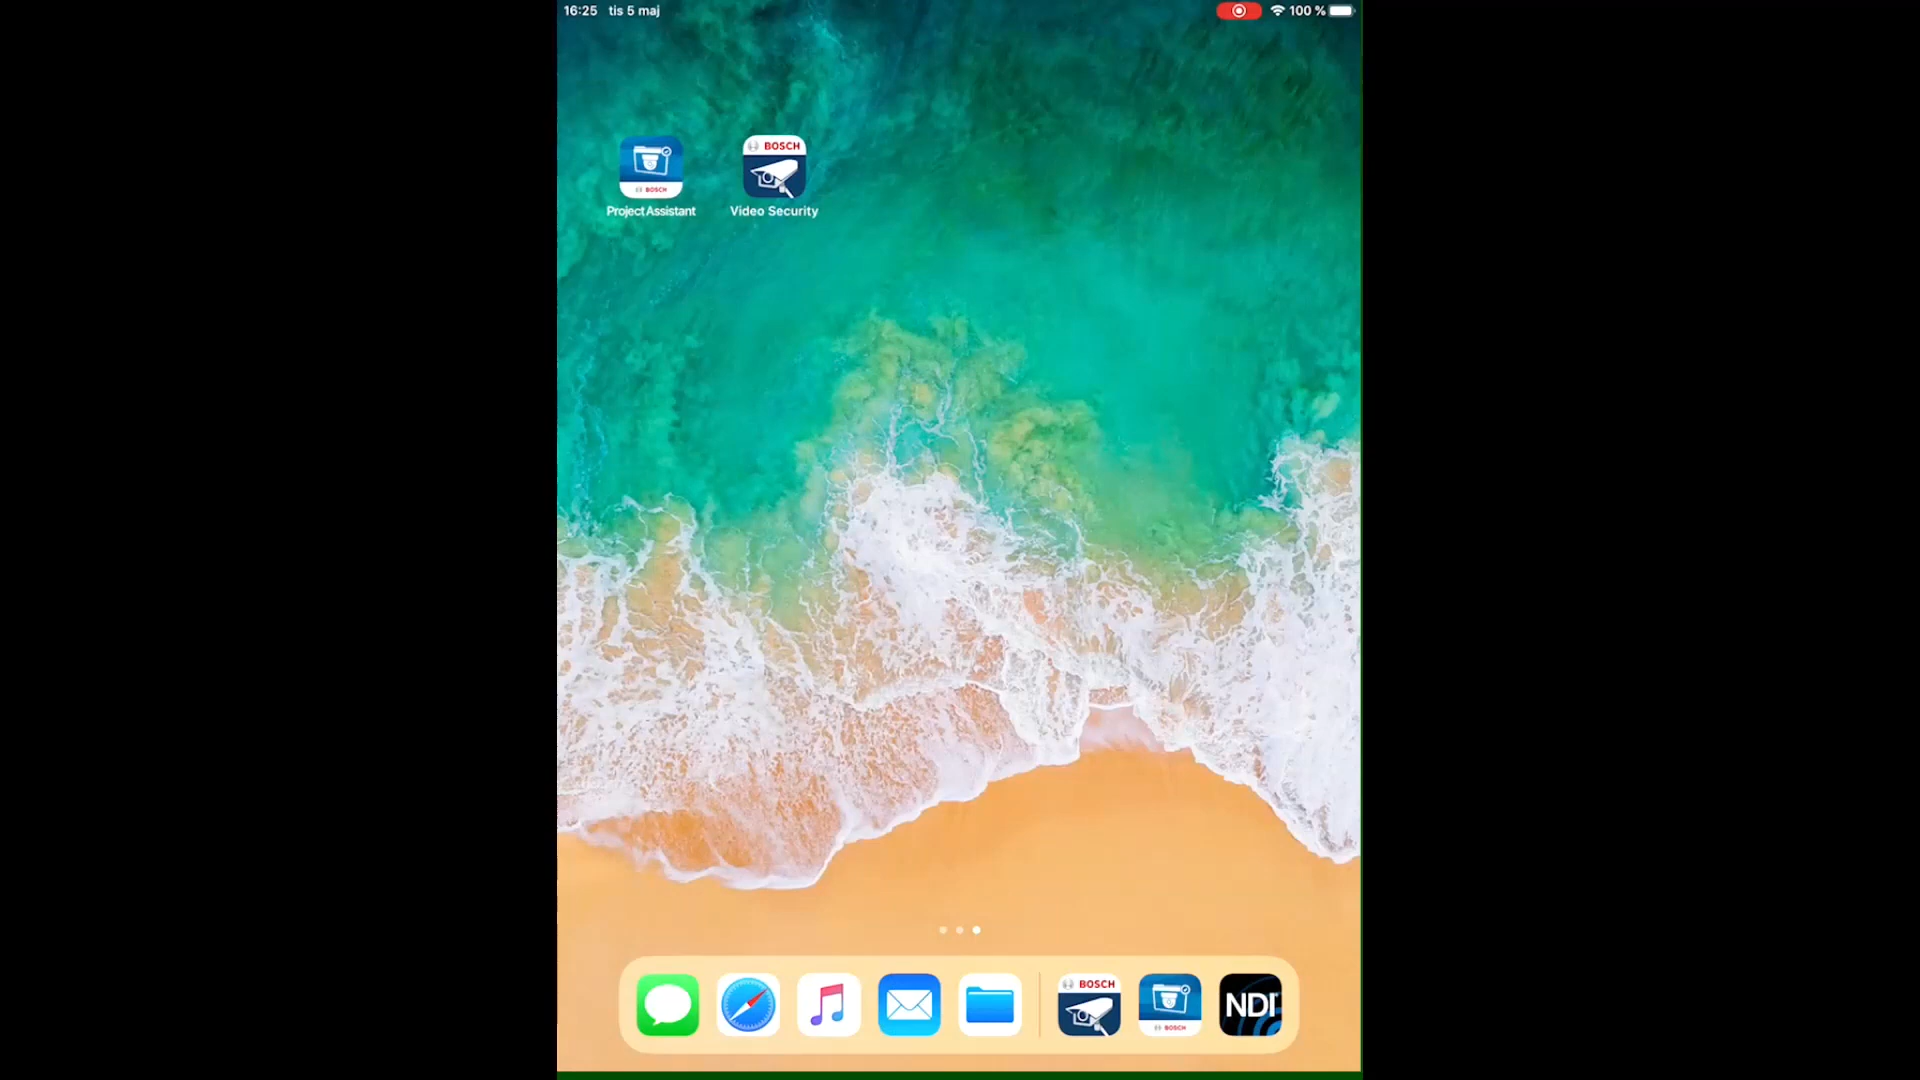 16:25 tis 5 maj
100 %
BOSCH
BOSCH
Project Assistant
Video Security
BOSCH
BOSCH
NDI